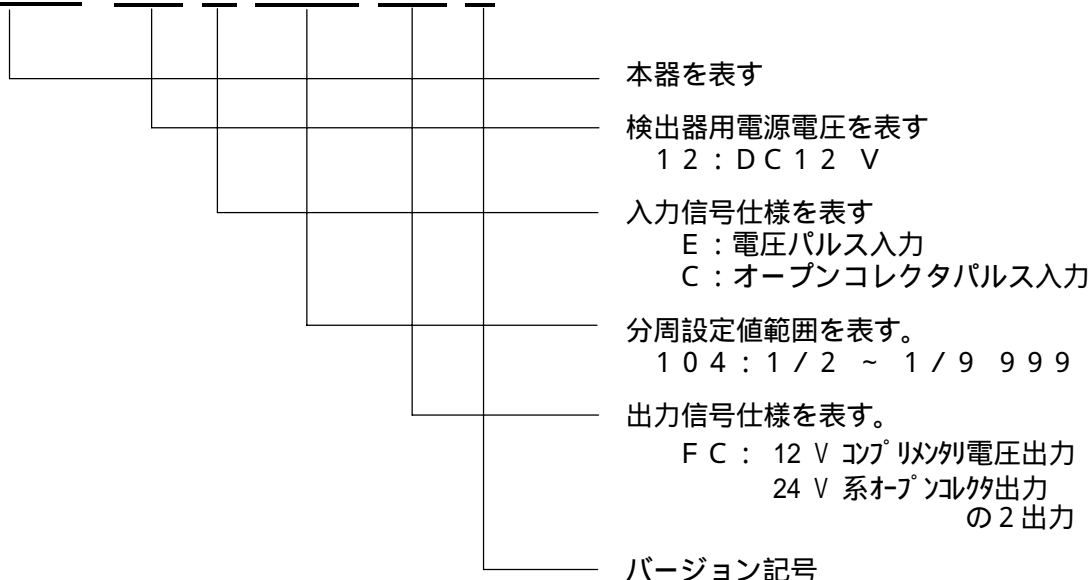 本器を表す
検出器用電源電圧を表す
12:DC12 V
入力信号仕様を表す
E:電圧パルス入力
C:オープンコレクタパルス入力
分周設定値範囲を表す。
104:1/2 ~ 1/9 999
出力信号仕様を表す。
FC: 12 V コンプリメンタリ電圧出力
24 V 系オープンコレクタ出力
の2出力
バージョン記号